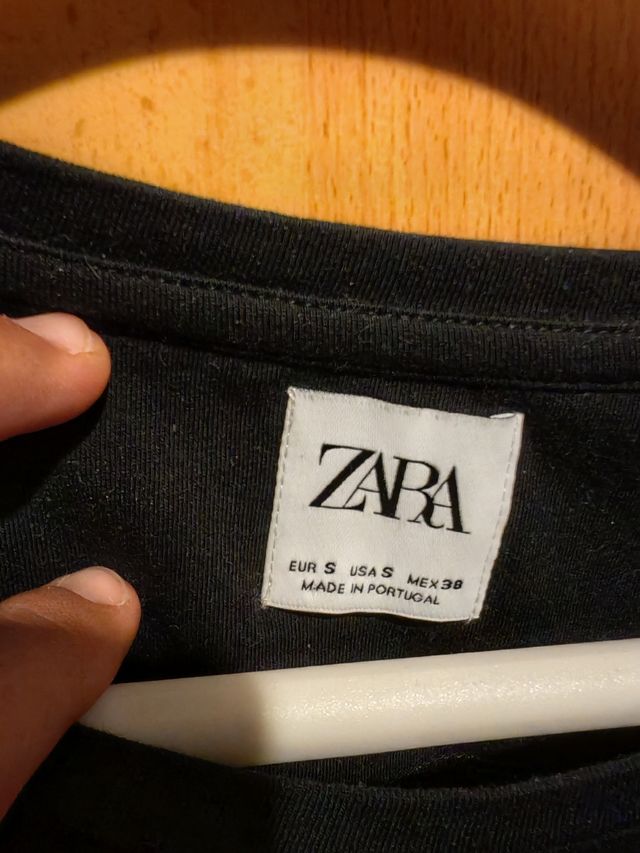 ZARA
EUR S USA S MEX 38
MADE IN PORTUGAL